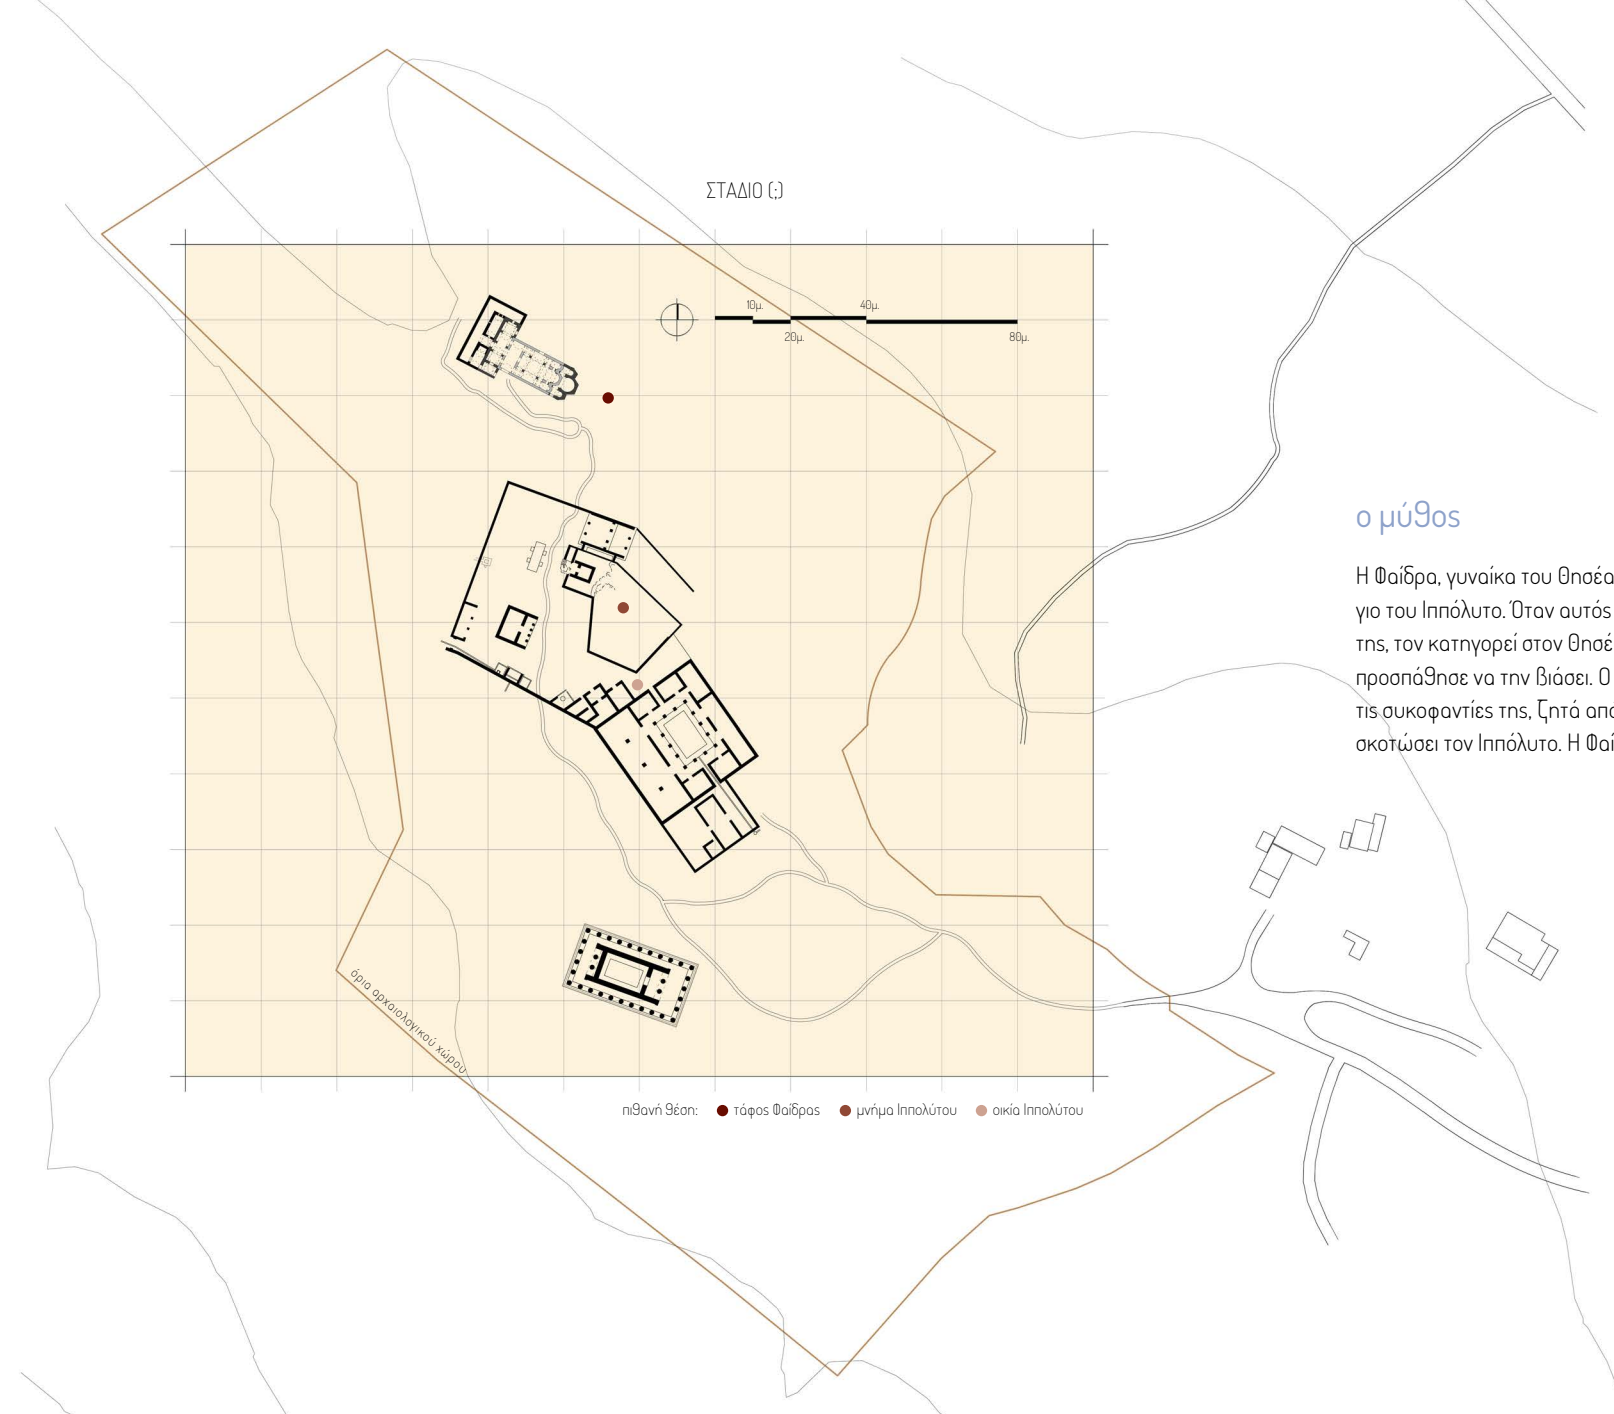 ΣΤΑΔΙΟ (;)
10μ.
40μ.
20μ.
80μ.
ο μύθος
Η Φαίδρα, γυναίκα του Θησέα
γιο του Ιππόλυτο. Όταν αυτός
της, τον κατηγορεί στον Θησέ
προσπάθησε να την βιάσει. Ο
τις συκοφαντίες της, ζητά απο
σκοτώσει τον Ιππόλυτο. Η Φαί
όρια αρχαιολογικού χώρου
πιθανή θέση: τάφος Φαίδρας μνήμα Ιππολύτου οικία Ιππολύτου